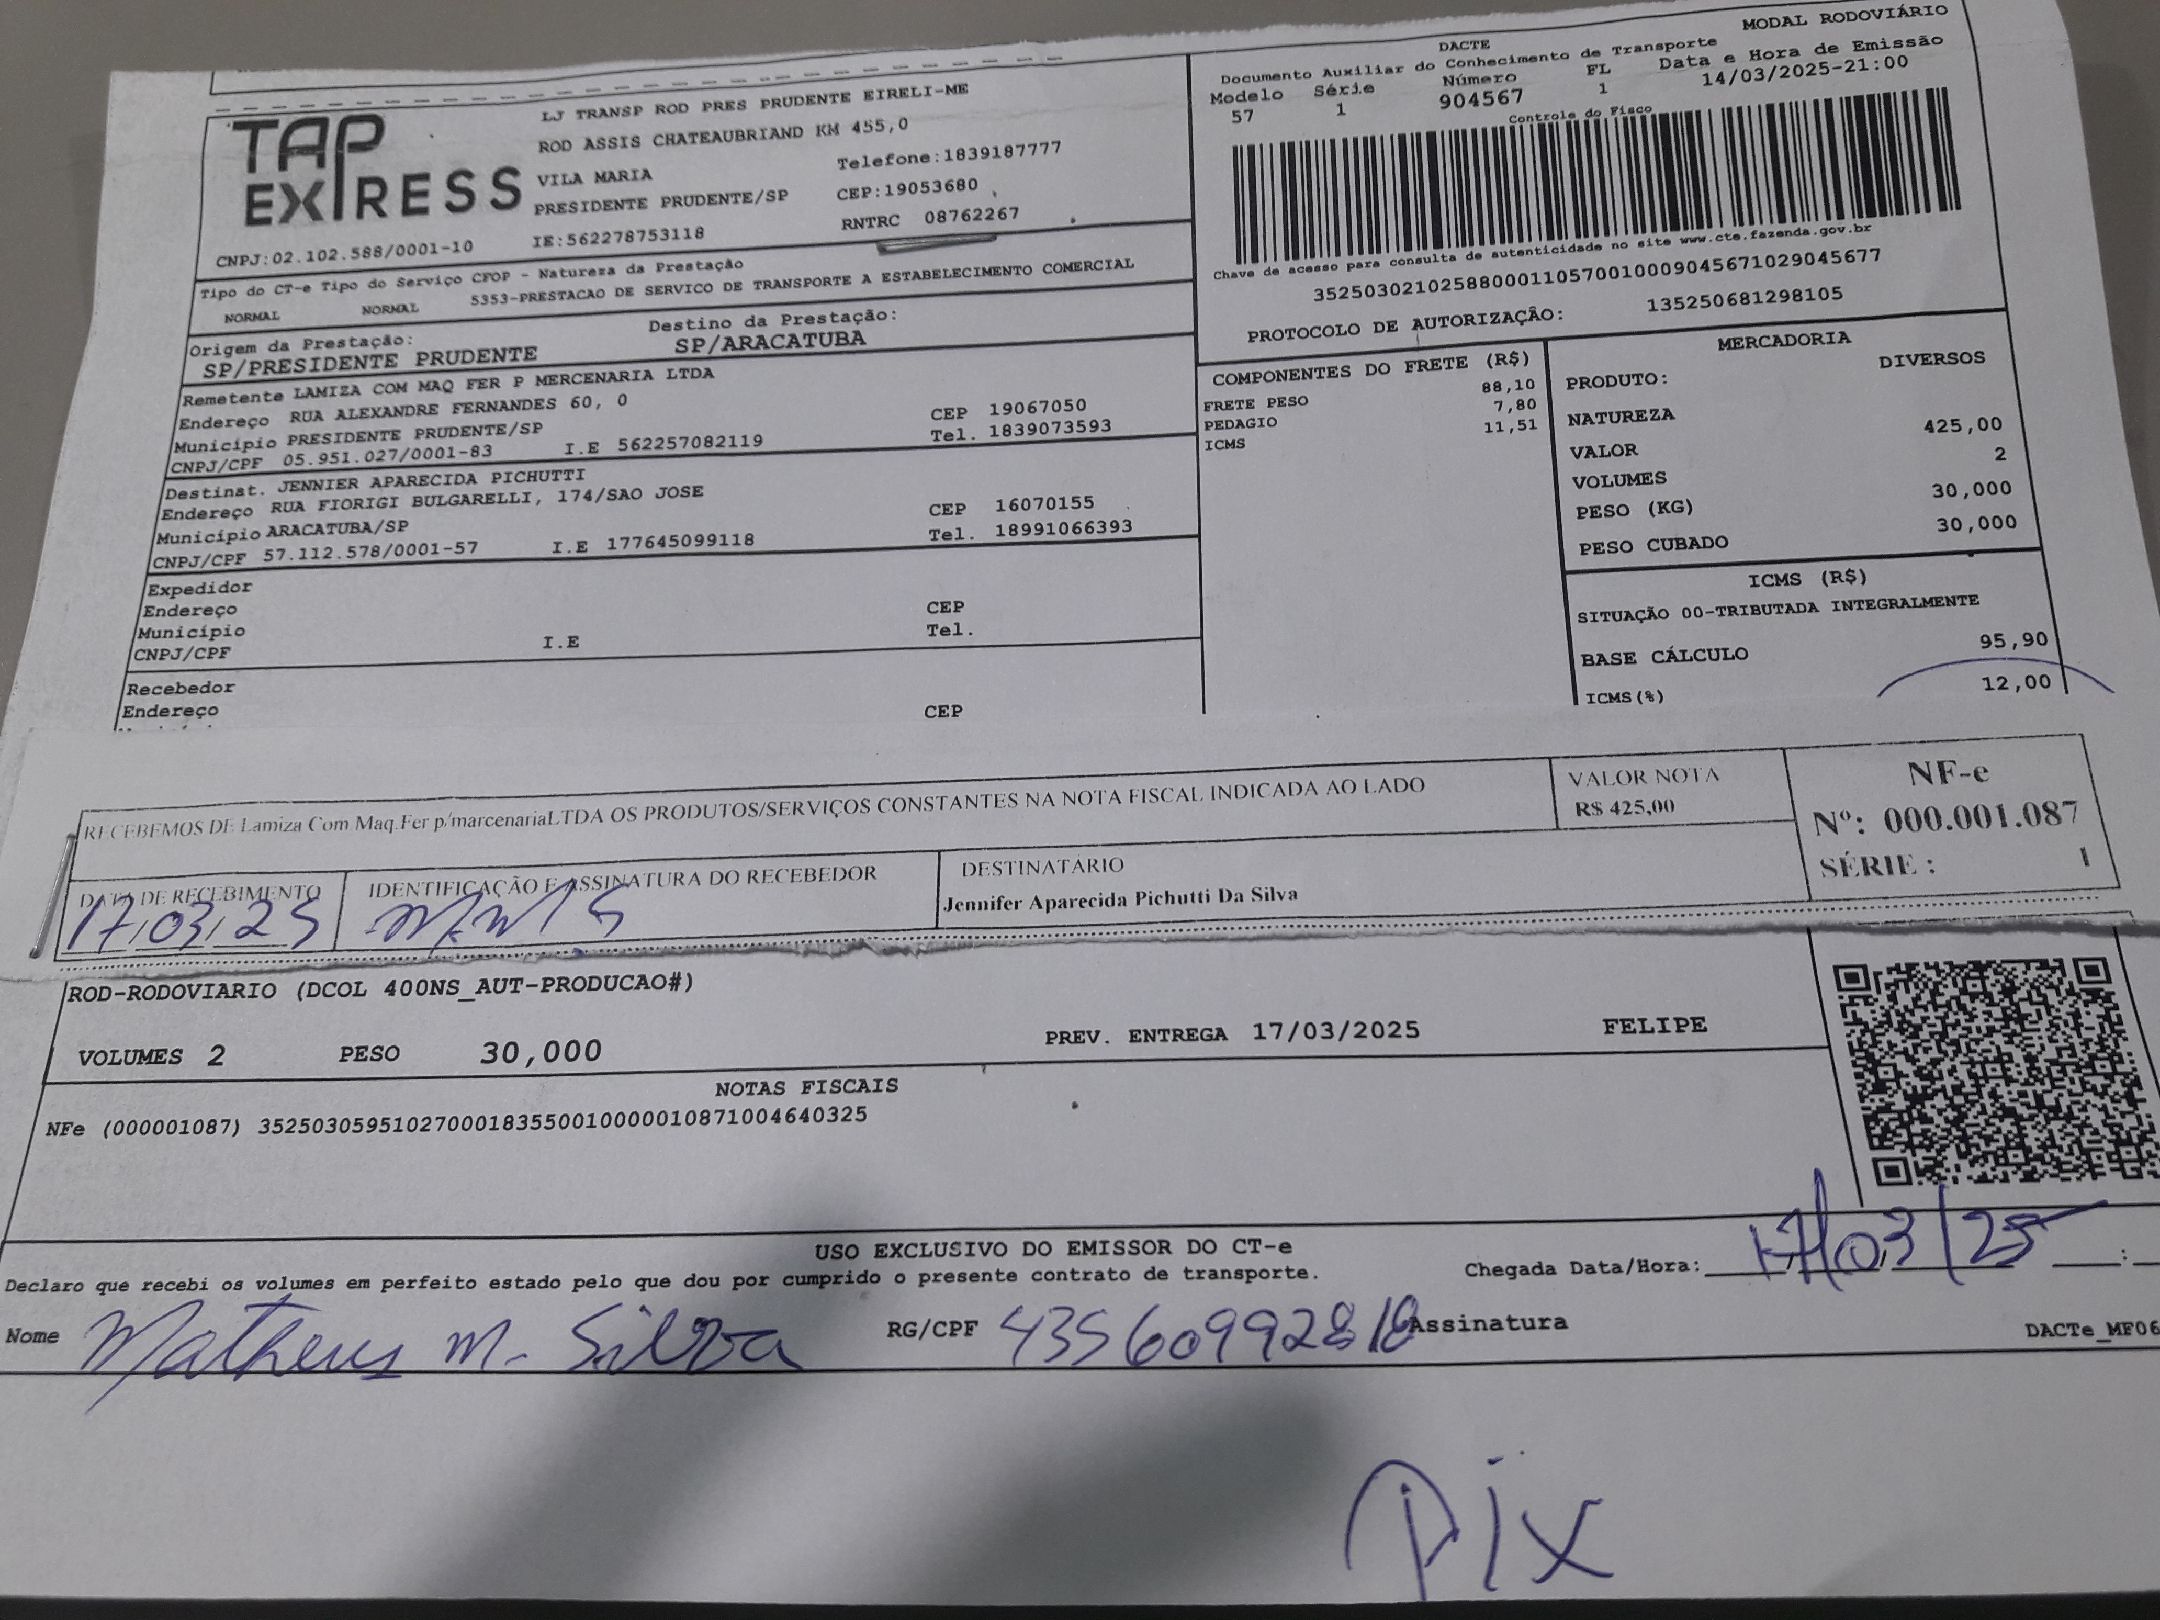 TAP EXPRESS
LJ TRANSP ROD PRES PRUDENTE EIRELI-ME
ROD ASSIS CHATEAUBRIAND KM 455,0
VILA MARIA Telefone:1839187777
PRESIDENTE PRUDENTE/SP CEP:19053680
CNPJ:02.102.588/0001-10 IE:562278753118 RNTRC 08762267
Tipo do CT-e Tipo do Serviço CFOP - Natureza da Prestação
NORMAL NORMAL 5353-PRESTACAO DE SERVICO DE TRANSPORTE A ESTABELECIMENTO COMERCIAL
Origem da Prestação: Destino da Prestação:
SP/PRESIDENTE PRUDENTE SP/ARACATUBA
Remetente LAMIZA COM MAQ FER P MERCENARIA LTDA
Endereço RUA ALEXANDRE FERNANDES 60, 0 CEP 19067050
Município PRESIDENTE PRUDENTE/SP Tel. 1839073593
CNPJ/CPF 05.951.027/0001-83 I.E 562257082119
Destinat. JENNIER APARECIDA PICHUTTI
Endereço RUA FIORIGI BULGARELLI, 174/SAO JOSE CEP 16070155
Município ARACATUBA/SP Tel. 18991066393
CNPJ/CPF 57.112.578/0001-57 I.E 177645099118
Expedidor
Endereço CEP
Município Tel.
CNPJ/CPF I.E
Recebedor
Endereço CEP
MODAL RODOVIÁRIO
DACTE
Documento Auxiliar do Conhecimento de Transporte
Modelo Série Número FL Data e Hora de Emissão
57 1 904567 1 14/03/2025-21:00
Controle do Fisco
Chave de acesso para consulta de autenticidade no site www.cte.fazenda.gov.br
35250302102588000110570010009045671029045677
PROTOCOLO DE AUTORIZAÇÃO: 135250681298105
COMPONENTES DO FRETE (R$)
FRETE PESO 88,10
PEDAGIO 7,80
ICMS 11,51
MERCADORIA
PRODUTO: DIVERSOS
NATUREZA
VALOR 425,00
VOLUMES 2
PESO (KG) 30,000
PESO CUBADO 30,000
ICMS (R$)
SITUAÇÃO 00-TRIBUTADA INTEGRALMENTE
BASE CÁLCULO 95,90
ICMS(%) 12,00
RECEBEMOS DE Lamiza Com Maq.Fer p/marcenariaLTDA OS PRODUTOS/SERVIÇOS CONSTANTES NA NOTA FISCAL INDICADA AO LADO
VALOR NOTA
R$ 425,00
NF-e
Nº: 000.001.087
SÉRIE : 1
DATA DE RECEBIMENTO IDENTIFICAÇÃO E ASSINATURA DO RECEBEDOR DESTINATÁRIO
17/03/25 Jennifer Aparecida Pichutti Da Silva
ROD-RODOVIARIO (DCOL 400NS_AUT-PRODUCAO#)
VOLUMES 2 PESO 30,000 PREV. ENTREGA 17/03/2025 FELIPE
NOTAS FISCAIS
NFe (000001087) 35250305951027000183550010000010871004640325
USO EXCLUSIVO DO EMISSOR DO CT-e
Declaro que recebi os volumes em perfeito estado pelo que dou por cumprido o presente contrato de transporte.
Chegada Data/Hora: 17/03/25 :
Nome Matheus M. Silva RG/CPF 43560992818 Assinatura
DACTe_MF06
Pix